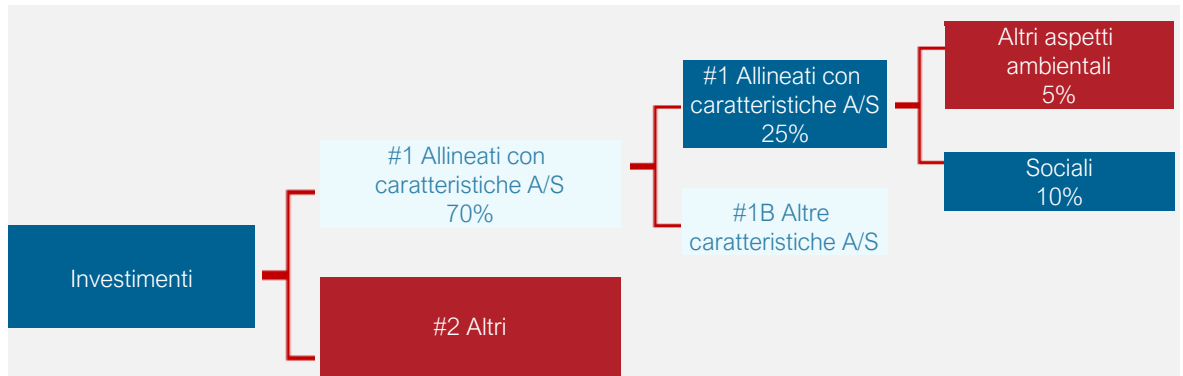 Investimenti
#1 Allineati con
caratteristiche A/S
70%
#2 Altri
#1 Allineati con
caratteristiche A/S
25%
#1B Altre
caratteristiche A/S
Altri aspetti
ambientali
5%
Sociali
10%